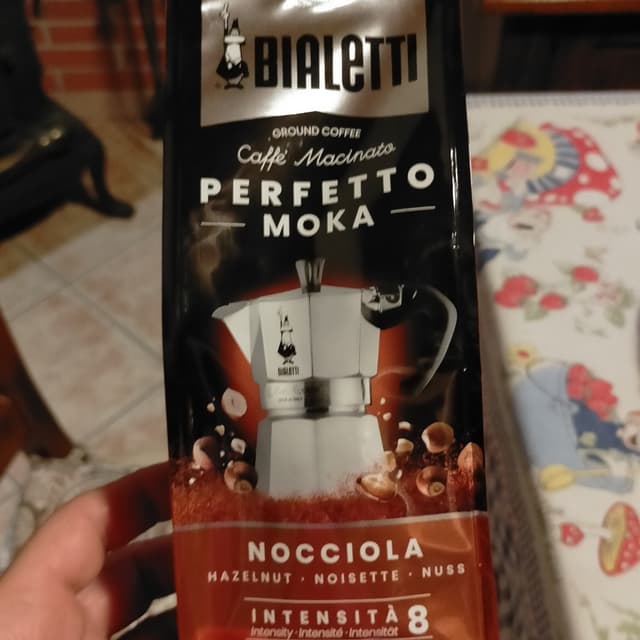 BIALETTI
GROUND COFFEE
Caffè Macinato
PERFETTO
MOKA
BIALETTI
NOCCIOLA
HAZELNUT · NOISETTE · NUSS
INTENSITÀ 8
Intensity · Intensité · Intensität